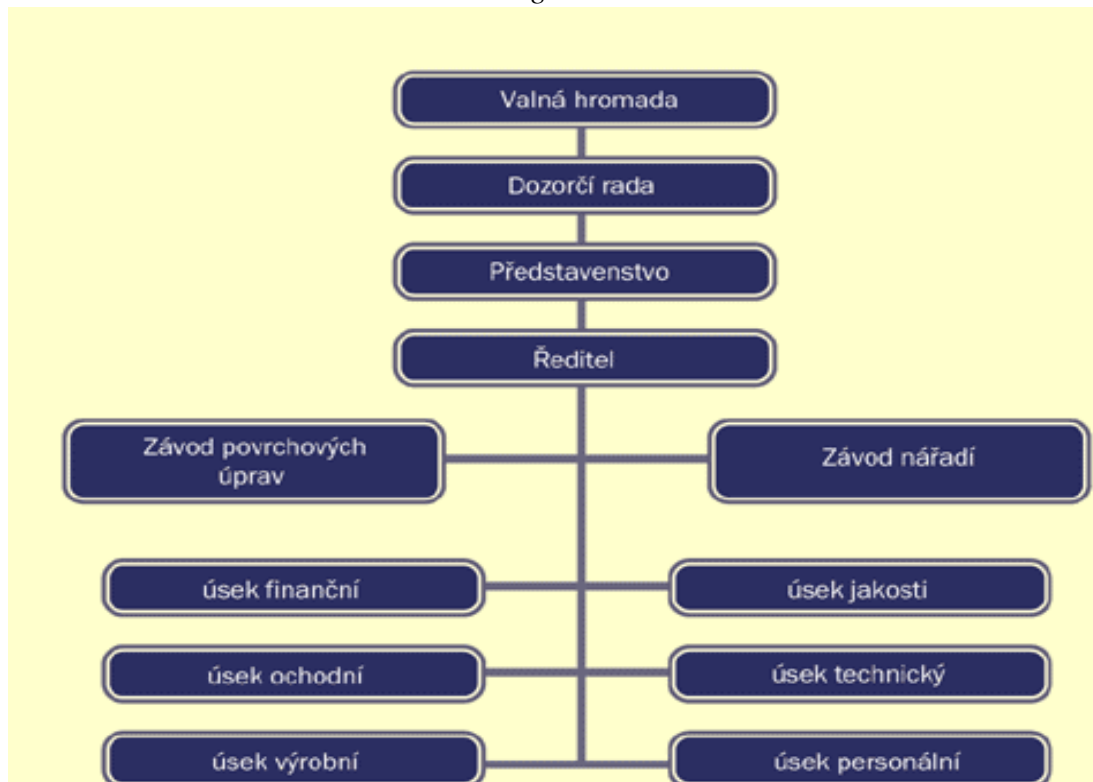 Valná hromada
Dozorčí rada
Představenstvo
Ředitel
Závod povrchových
úprav
Závod nářadí
úsek finanční
úsek jakosti
úsek ochodní
úsek technický
úsek výrobní
úsek personální